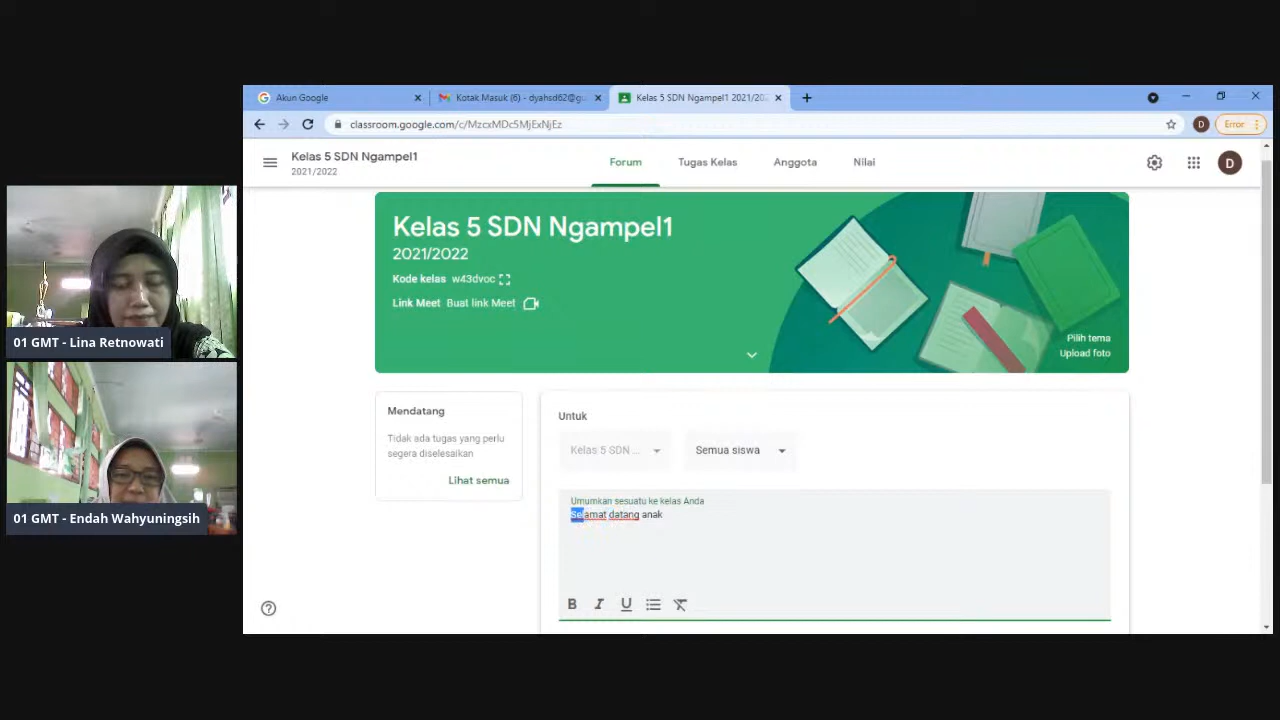 Akun Google
Kotak Masuk (6) - dyahsd62@gu
Kelas 5 SDN Ngampel1 2021/202
classroom.google.com/c/MzcxMDc5MjExNjEz
D
Error
Kelas 5 SDN Ngampel1
2021/2022
Forum
Tugas Kelas
Anggota
Nilai
D
Kelas 5 SDN Ngampel1
2021/2022
Kode kelas w43dvoc
Link Meet Buat link Meet
Pilih tema
Upload foto
01 GMT - Lina Retnowati
01 GMT - Endah Wahyuningsih
Mendatang
Tidak ada tugas yang perlu
segera diselesaikan
Lihat semua
Untuk
Kelas 5 SDN ...
Semua siswa
Umumkan sesuatu ke kelas Anda
Selamat datang anak
B I U